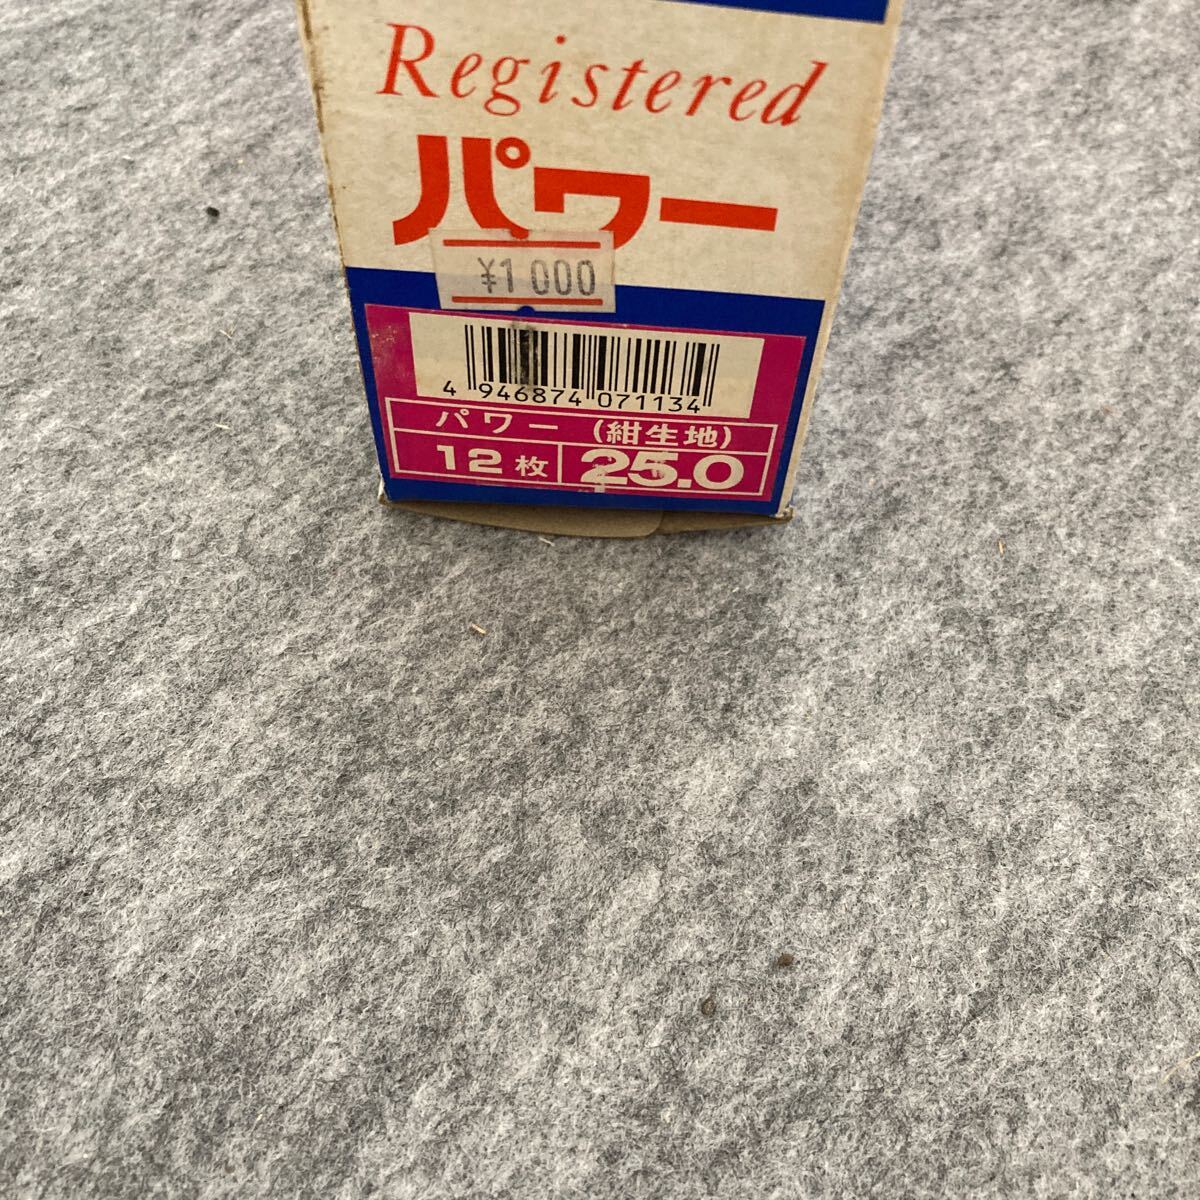 Registered
パワー
¥1000
4 946874 071134
パワー (紺生地)
12枚 25.0